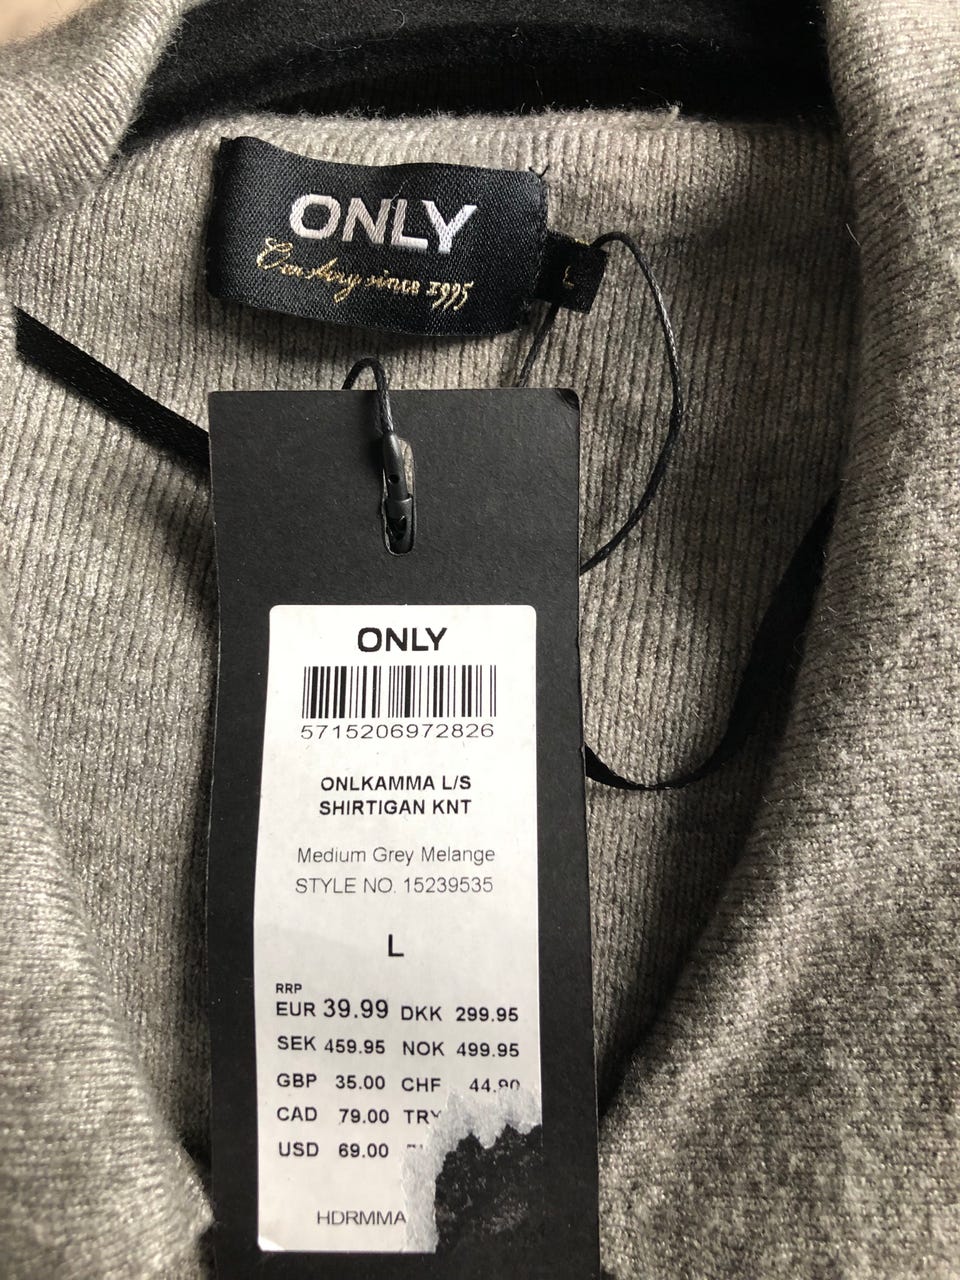 ONLY
since 1995
L
ONLY
5715206972826
ONLKAMMA L/S
SHIRTIGAN KNT
Medium Grey Melange
STYLE NO. 15239535
L
RRP
EUR 39.99 DKK 299.95
SEK 459.95 NOK 499.95
GBP 35.00 CHF 44.90
CAD 79.00 TRY
USD 69.00
HDRMMA